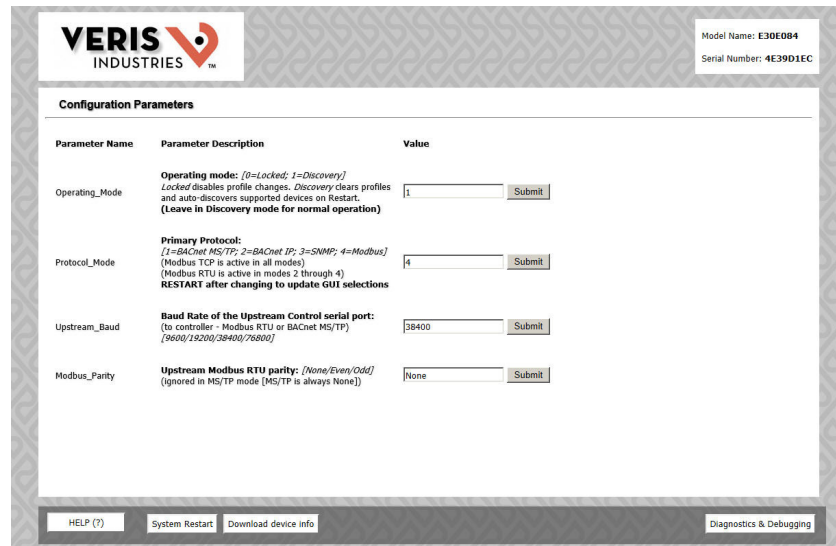 VERIS
INDUSTRIES ™
Model Name: E30E084
Serial Number: 4E39D1EC
Configuration Parameters
Parameter Name Parameter Description Value
Operating_Mode
Operating mode: [0=Locked; 1=Discovery]
Locked disables profile changes. Discovery clears profiles
and auto-discovers supported devices on Restart.
(Leave in Discovery mode for normal operation)
1 Submit
Protocol_Mode
Primary Protocol:
[1=BACnet MS/TP; 2=BACnet IP; 3=SNMP; 4=Modbus]
(Modbus TCP is active in all modes)
(Modbus RTU is active in modes 2 through 4)
RESTART after changing to update GUI selections
4 Submit
Upstream_Baud
Baud Rate of the Upstream Control serial port:
(to controller - Modbus RTU or BACnet MS/TP)
[9600/19200/38400/76800]
38400 Submit
Modbus_Parity
Upstream Modbus RTU parity: [None/Even/Odd]
(ignored in MS/TP mode [MS/TP is always None])
None Submit
HELP (?) System Restart Download device info Diagnostics & Debugging